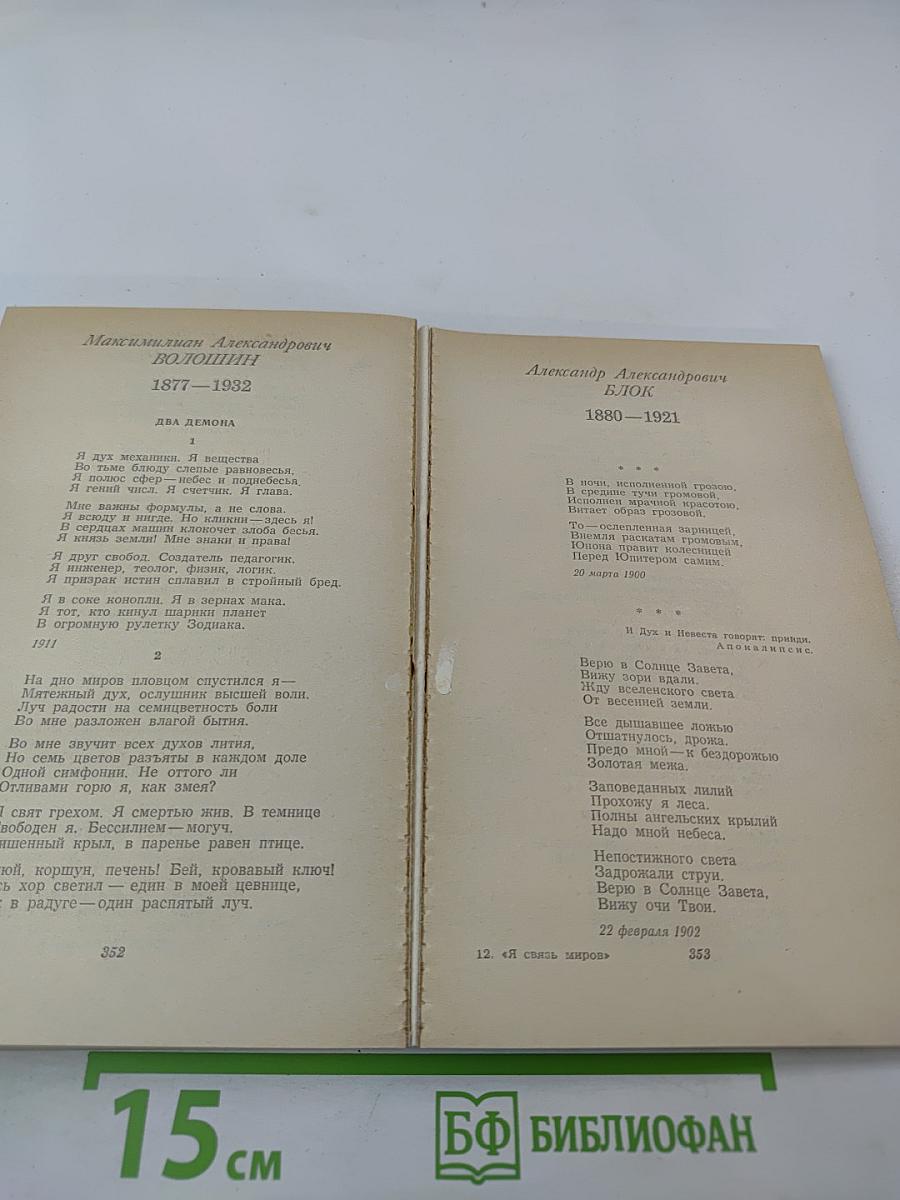 Максимилиан Александрович
ВОЛОШИН
1877—1932
ДВА ДЕМОНА
1
Я дух механики. Я вещества
Во тьме блюду слепые равновесья,
Я полюс сфер—небес и поднебесья,
Я гений числ. Я счетчик. Я глава.
Мне важны формулы, а не слова.
Я всюду и нигде. Но кликни—здесь я!
В сердцах машин клокочет злоба бесья.
Я князь земли! Мне знаки и права!
Я друг свобод. Создатель педагогик.
Я инженер, теолог, физик, логик.
Я призрак истин сплавил в стройный бред.
Я в соке конопли. Я в зернах мака.
Я тот, кто кинул шарики планет
В огромную рулетку Зодиака.
1911
2
На дно миров пловцом спустился я—
Мятежный дух, ослушник высшей воли.
Луч радости на семицветность боли
Во мне разложен влагой бытия.
Во мне звучит всех духов лития,
Но семь цветов разъяты в каждом доле
Одной симфонии. Не оттого ли
Отливами горю я, как змея?
Я свят грехом. Я смертью жив. В темнице
Свободен я. Бессилием—могуч.
ишенный крыл, в паренье равен птице.
юй, коршун, печень! Бей, кровавый ключ!
сь хор светил — един в моей цевнице,
в радуге—один распятый луч.
352
Александр Александрович
БЛОК
1880—1921
* * *
В ночи, исполненной грозою,
В средине тучи громовой,
Исполнен мрачной красотою,
Витает образ грозовой.
То—ослепленная зарницей,
Внемля раскатам громовым,
Юнона правит колесницей
Перед Юпитером самим.
20 марта 1900
* * *
И Дух и Невеста говорят: прийди.
Апокалипсис.
Верю в Солнце Завета,
Вижу зори вдали.
Жду вселенского света
От весенней земли.
Все дышавшее ложью
Отшатнулось, дрожа.
Предо мной—к бездорожью
Золотая межа.
Заповеданных лилий
Прохожу я леса.
Полны ангельских крылий
Надо мной небеса.
Непостижного света
Задрожали струи.
Верю в Солнце Завета,
Вижу очи Твои.
22 февраля 1902
12. «Я связь миров»
353
15 см
БФ БИБЛИОФАН